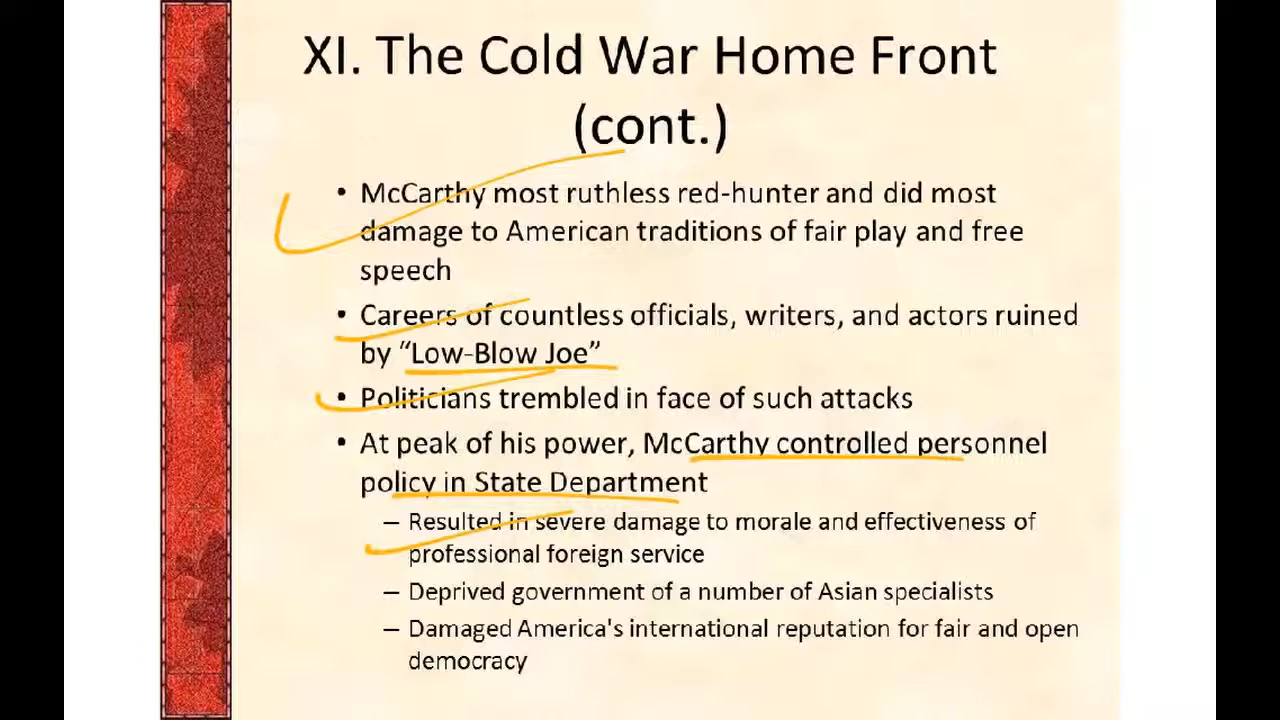 XI. The Cold War Home Front
(cont.)
• McCarthy most ruthless red-hunter and did most
damage to American traditions of fair play and free
speech
• Careers of countless officials, writers, and actors ruined
by “Low-Blow Joe”
• Politicians trembled in face of such attacks
• At peak of his power, McCarthy controlled personnel
policy in State Department
– Resulted in severe damage to morale and effectiveness of
professional foreign service
– Deprived government of a number of Asian specialists
– Damaged America's international reputation for fair and open
democracy